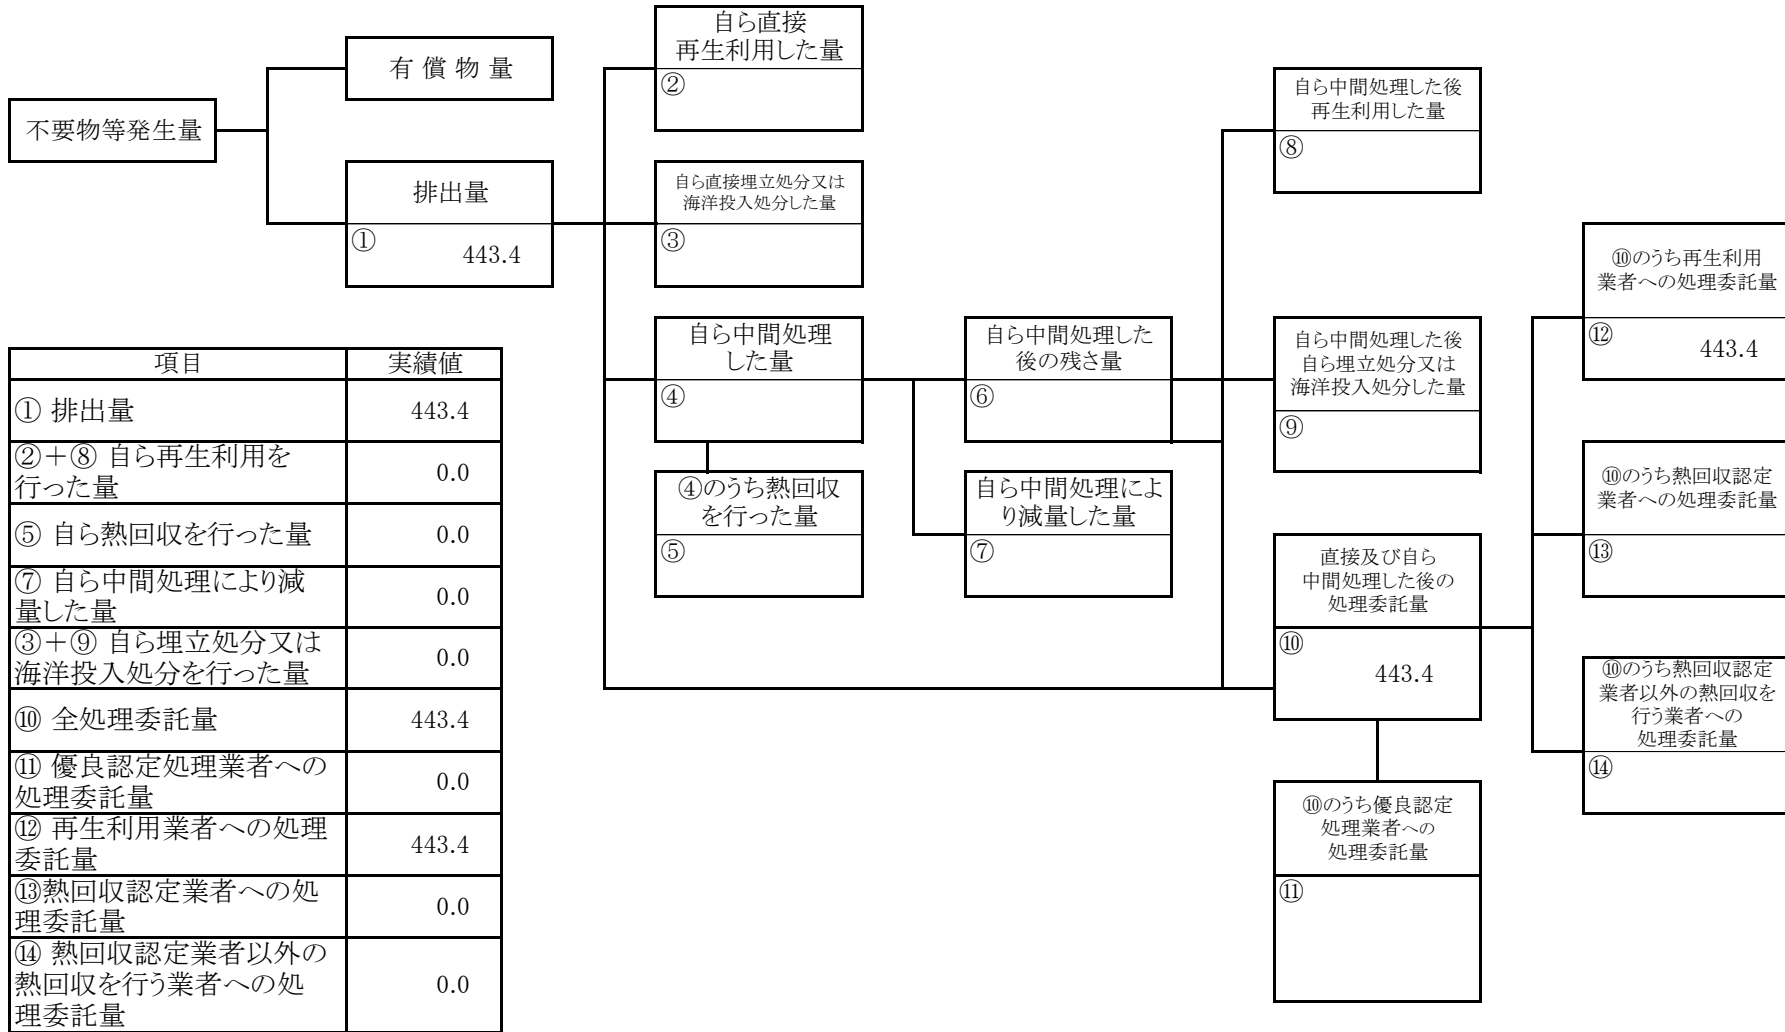 不要物等発生量
有 償 物 量
排出量
①
443.4
自ら直接
再生利用した量
②
自ら直接埋立処分又は
海洋投入処分した量
③
自ら中間処理
した量
④
④のうち熱回収
を行った量
⑤
自ら中間処理した
後の残さ量
⑥
自ら中間処理によ
り減量した量
⑦
自ら中間処理した後
再生利用した量
⑧
自ら中間処理した後
自ら埋立処分又は
海洋投入処分した量
⑨
直接及び自ら
中間処理した後の
処理委託量
⑩
443.4
⑩のうち優良認定
処理業者への
処理委託量
⑪
⑩のうち再生利用
業者への処理委託量
⑫
443.4
⑩のうち熱回収認定
業者への処理委託量
⑬
⑩のうち熱回収認定
業者以外の熱回収を
行う業者への
処理委託量
⑭
項目 実績値
① 排出量 443.4
②+⑧ 自ら再生利用を
行った量 0.0
⑤ 自ら熱回収を行った量 0.0
⑦ 自ら中間処理により減
量した量 0.0
③+⑨ 自ら埋立処分又は
海洋投入処分を行った量 0.0
⑩ 全処理委託量 443.4
⑪ 優良認定処理業者への
処理委託量 0.0
⑫ 再生利用業者への処理
委託量 443.4
⑬熱回収認定業者への処
理委託量 0.0
⑭ 熱回収認定業者以外の
熱回収を行う業者への処
理委託量 0.0